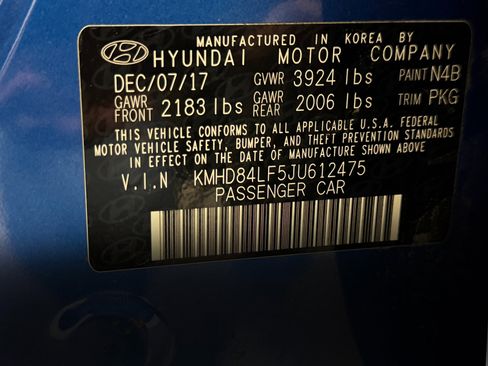 MANUFACTURED IN KOREA BY
HYUNDAI MOTOR COMPANY
DEC/07/17 GVWR 3924 lbs PAINT N4B
GAWR FRONT 2183 lbs GAWR REAR 2006 lbs TRIM PKG
THIS VEHICLE CONFORMS TO ALL APPLICABLE U.S.A. FEDERAL
MOTOR VEHICLE SAFETY, BUMPER, AND THEFT PREVENTION STANDARDS
IN EFFECT ON THE DATE OF MANUFACTURE SHOWN ABOVE.
V.I.N KMHD84LF5JU612475
PASSENGER CAR